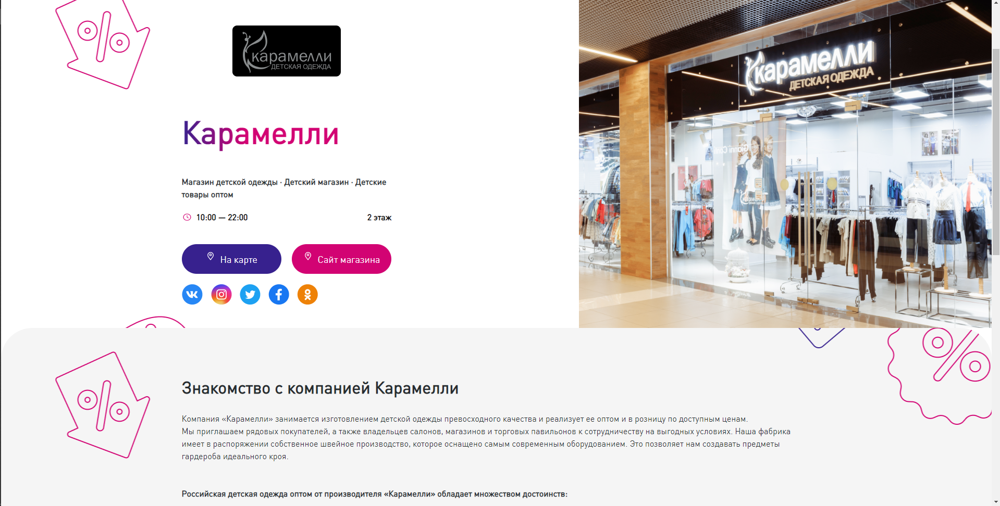 карамелли
ДЕТСКАЯ ОДЕЖДА
карамелли
ДЕТСКАЯ ОДЕЖДА
Карамелли
Магазин детской одежды · Детский магазин · Детские
товары оптом
10:00 — 22:00
2 этаж
На карте
Сайт магазина
Знакомство с компанией Карамелли
Компания «Карамелли» занимается изготовлением детской одежды превосходного качества и реализует ее оптом и в розницу по доступным ценам.
Мы приглашаем рядовых покупателей, а также владельцев салонов, магазинов и торговых павильонов к сотрудничеству на выгодных условиях. Наша фабрика
имеет в распоряжении собственное швейное производство, которое оснащено самым современным оборудованием. Это позволяет нам создавать предметы
гардероба идеального кроя.
Российская детская одежда оптом от производителя «Карамелли» обладает множеством достоинств: